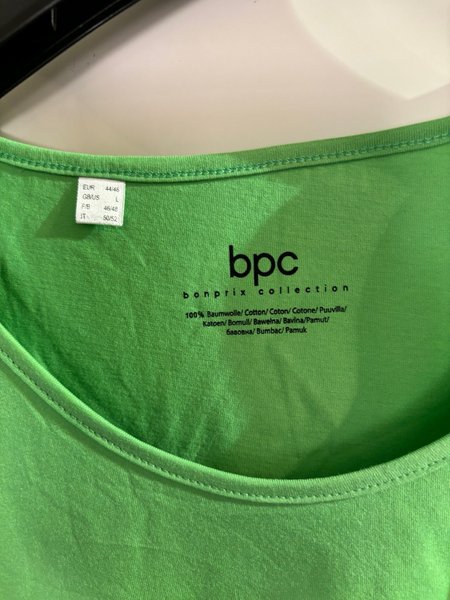 EUR 44/46
GB/US L
F/B 46/48
IT 50/52
bpc
bonprix collection
100% Baumwolle/ Cotton/ Coton/ Cotone/ Puuvilla/
Katoen/ Bomull/ Bawełna/ Bavlna/Pamut/
бавовна/ Bumbac/ Pamuk